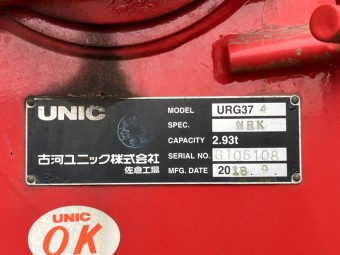 UNIC
古河ユニック株式会社
佐倉工場
MODEL URG37 4
SPEC. NRK
CAPACITY 2.93t
SERIAL NO. G106108
MFG. DATE 2018.9.
UNIC
OK